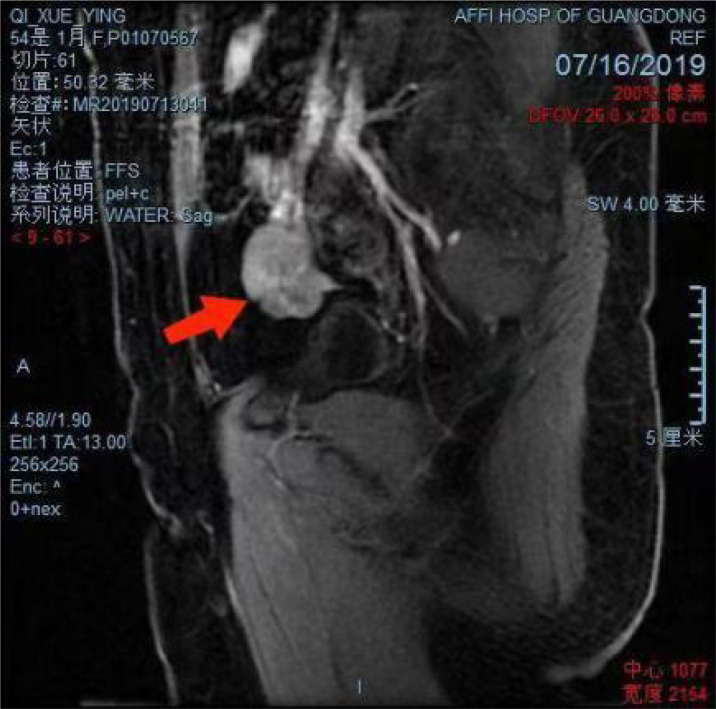 QI XUE YING
54是 1月 F,P01070567
切片:61
位置: 50.32 毫米
检查#: MR20190713041
矢伏
Ec:1
患者位置: FFS
检查说明: pel+c
系列说明: WATER: Sag
< 9 - 61 >
AFFI HOSP OF GUANGDONG
REF
07/16/2019
200% 像素
DFOV 26.0 x 26.0 cm
SW 4.00 毫米
A
4.58//1.90
Etl:1 TA:13.00
256x256
Enc: ^
0+nex
5 厘米
I
中心 1077
宽度 2154